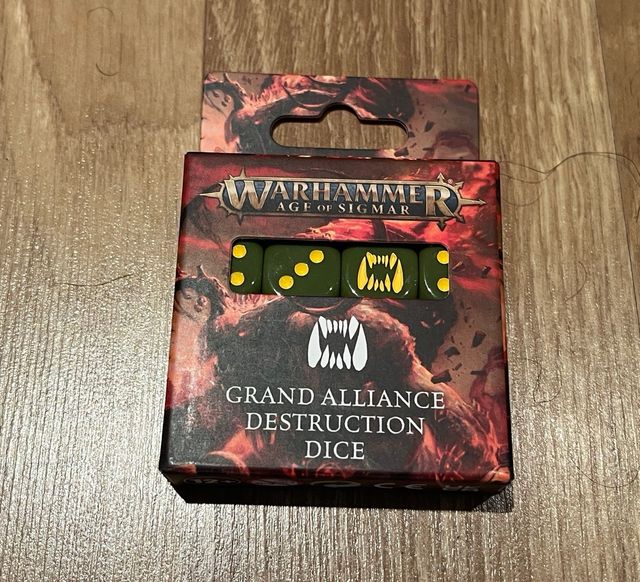 WARHAMMER
AGE OF SIGMAR
GRAND ALLIANCE
DESTRUCTION
DICE